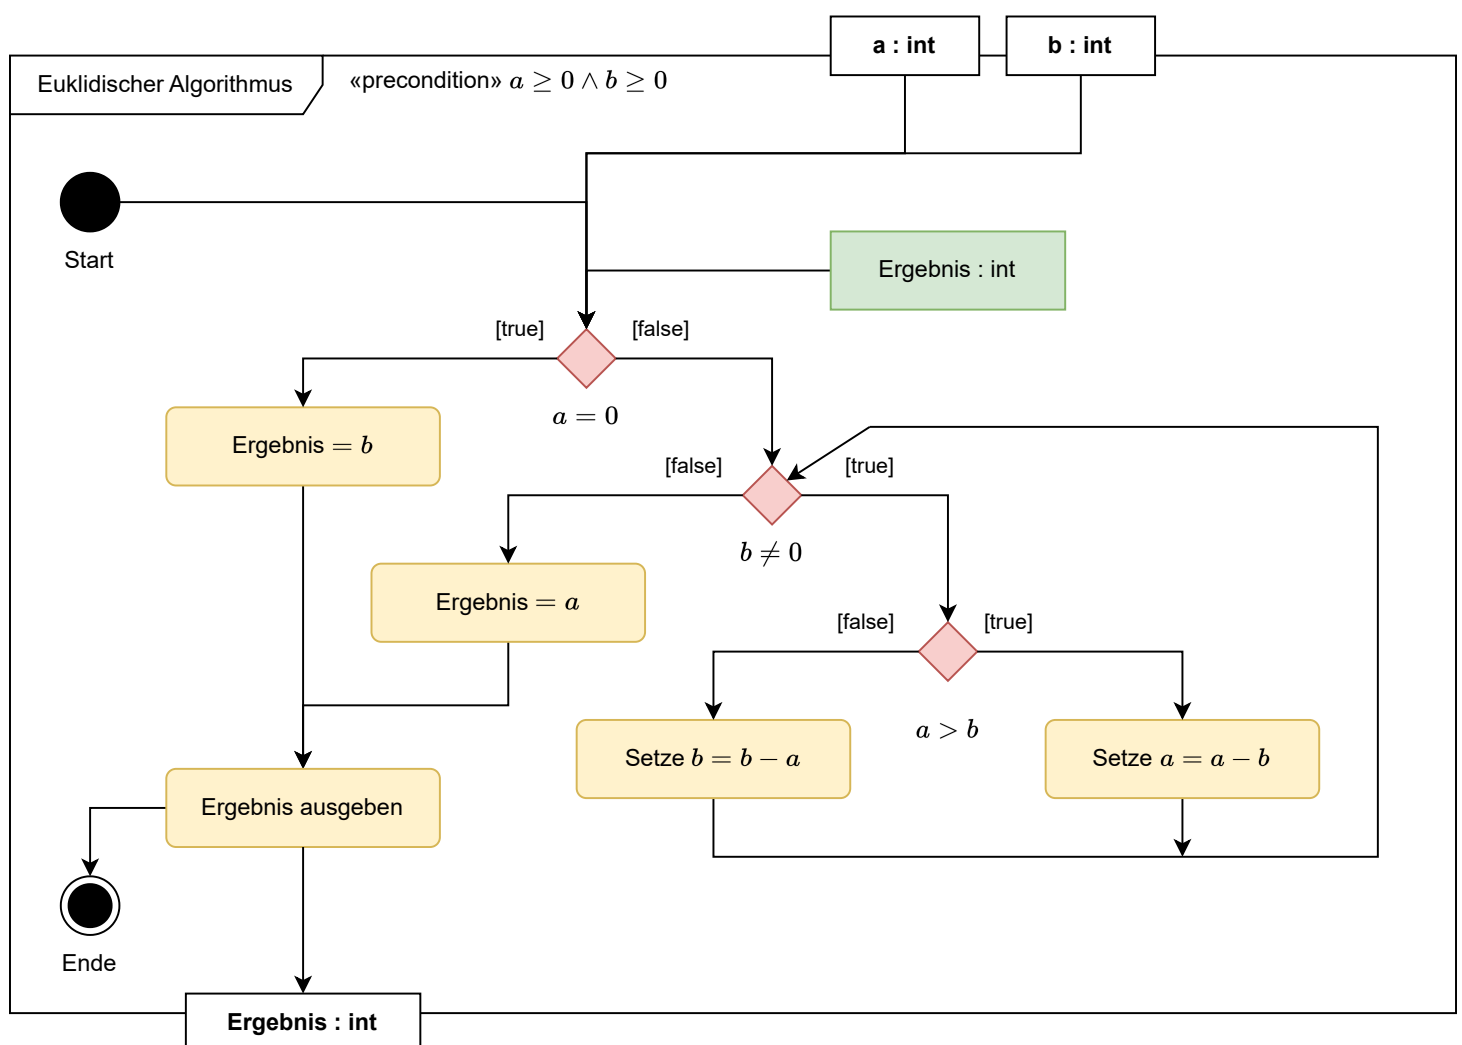 a : int
b : int
Euklidischer Algorithmus
«precondition» a ≥ 0 ∧ b ≥ 0
Start
Ergebnis : int
[true]
[false]
a = 0
Ergebnis = b
[false]
[true]
b ≠ 0
Ergebnis = a
[false]
[true]
a > b
Setze b = b − a
Setze a = a − b
Ergebnis ausgeben
Ende
Ergebnis : int